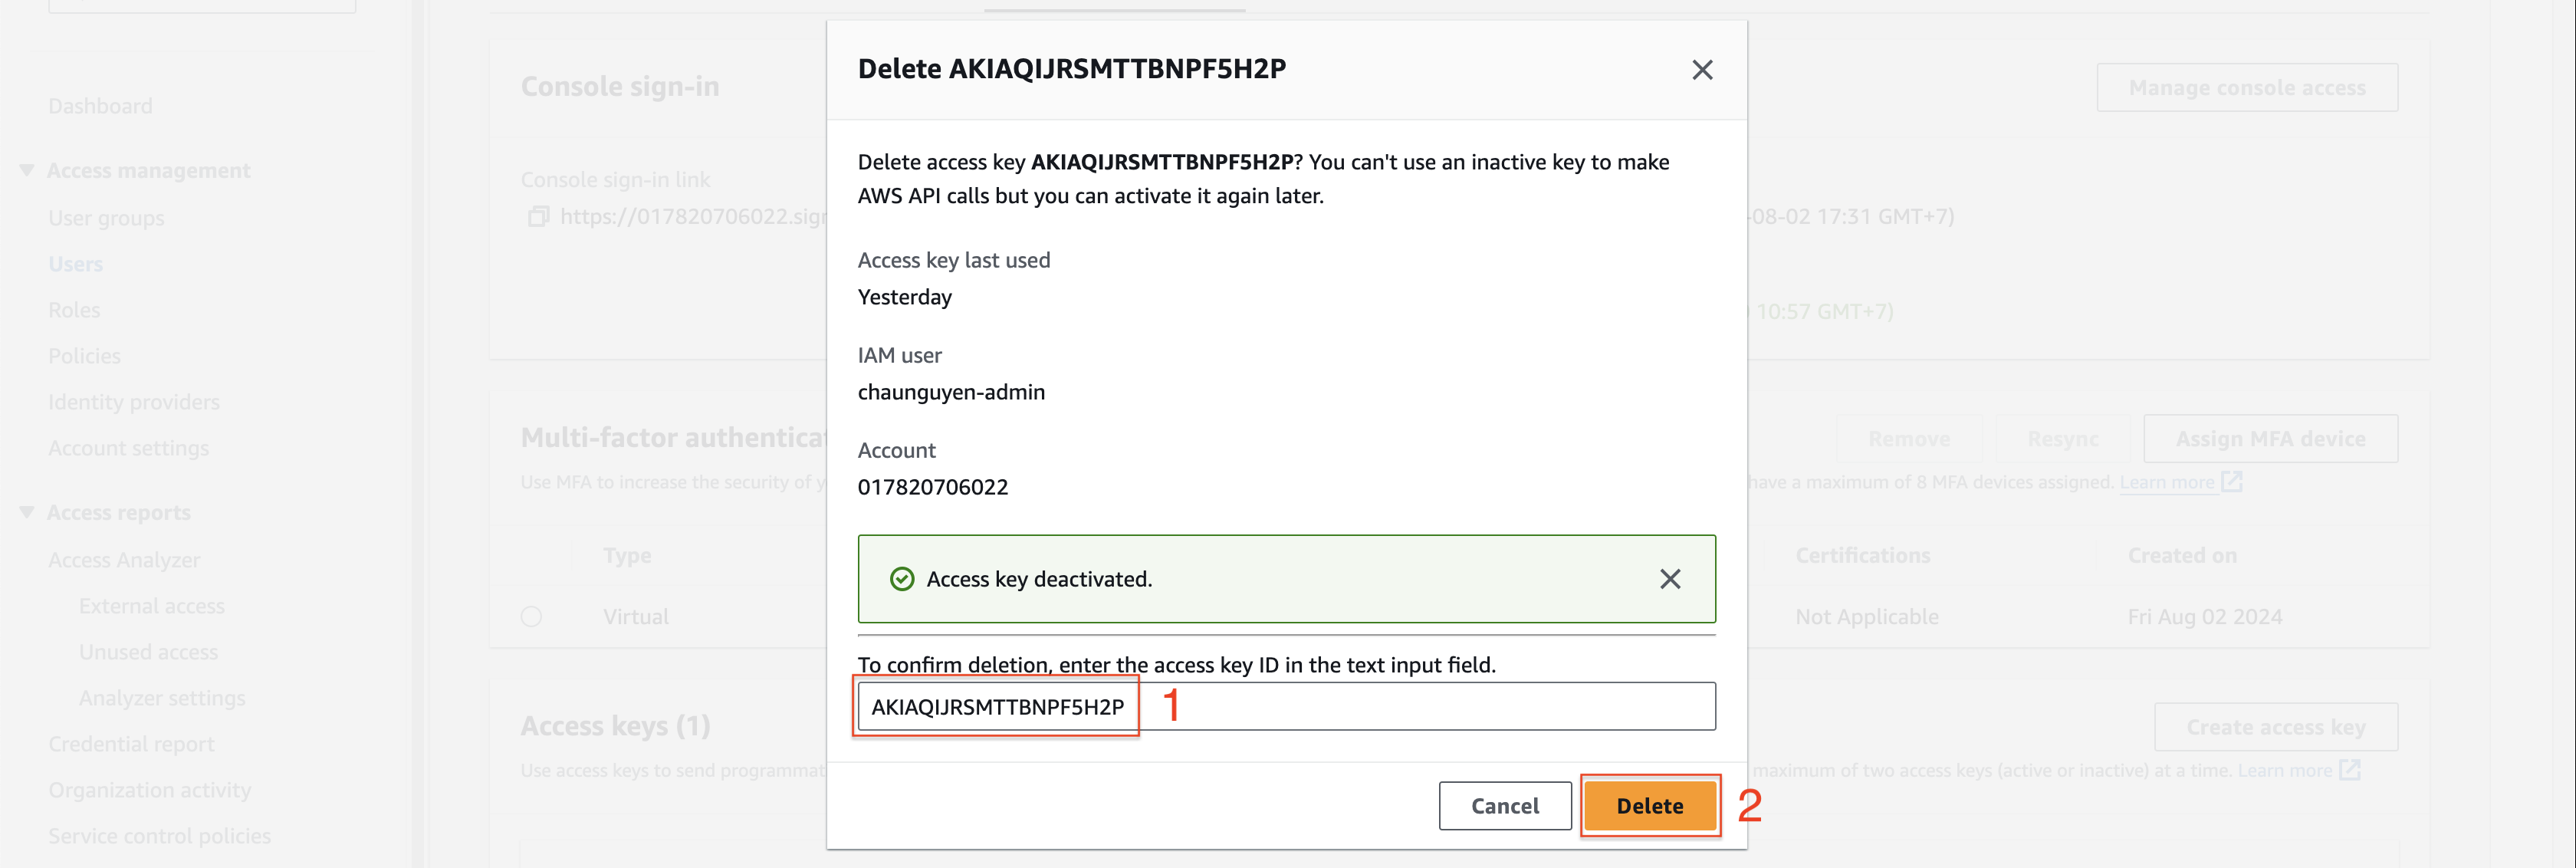 Dashboard
Access management
User groups
Users
Roles
Policies
Identity providers
Account settings
Access reports
Access Analyzer
External access
Unused access
Analyzer settings
Credential report
Organization activity
Service control policies
Console sign-in
Manage console access
Console sign-in link
https://017820706022.sigr
-08-02 17:31 GMT+7)
10:57 GMT+7)
Multi-factor authenticat
Remove
Resync
Assign MFA device
Use MFA to increase the security of y
have a maximum of 8 MFA devices assigned. Learn more
Type
Certifications
Created on
Virtual
Not Applicable
Fri Aug 02 2024
Access keys (1)
Create access key
Use access keys to send programmat
maximum of two access keys (active or inactive) at a time. Learn more
Delete AKIAQIJRSMTTBNPF5H2P
Delete access key AKIAQIJRSMTTBNPF5H2P? You can't use an inactive key to make
AWS API calls but you can activate it again later.
Access key last used
Yesterday
IAM user
chaunguyen-admin
Account
017820706022
Access key deactivated.
To confirm deletion, enter the access key ID in the text input field.
AKIAQIJRSMTTBNPF5H2P
1
Cancel
Delete
2